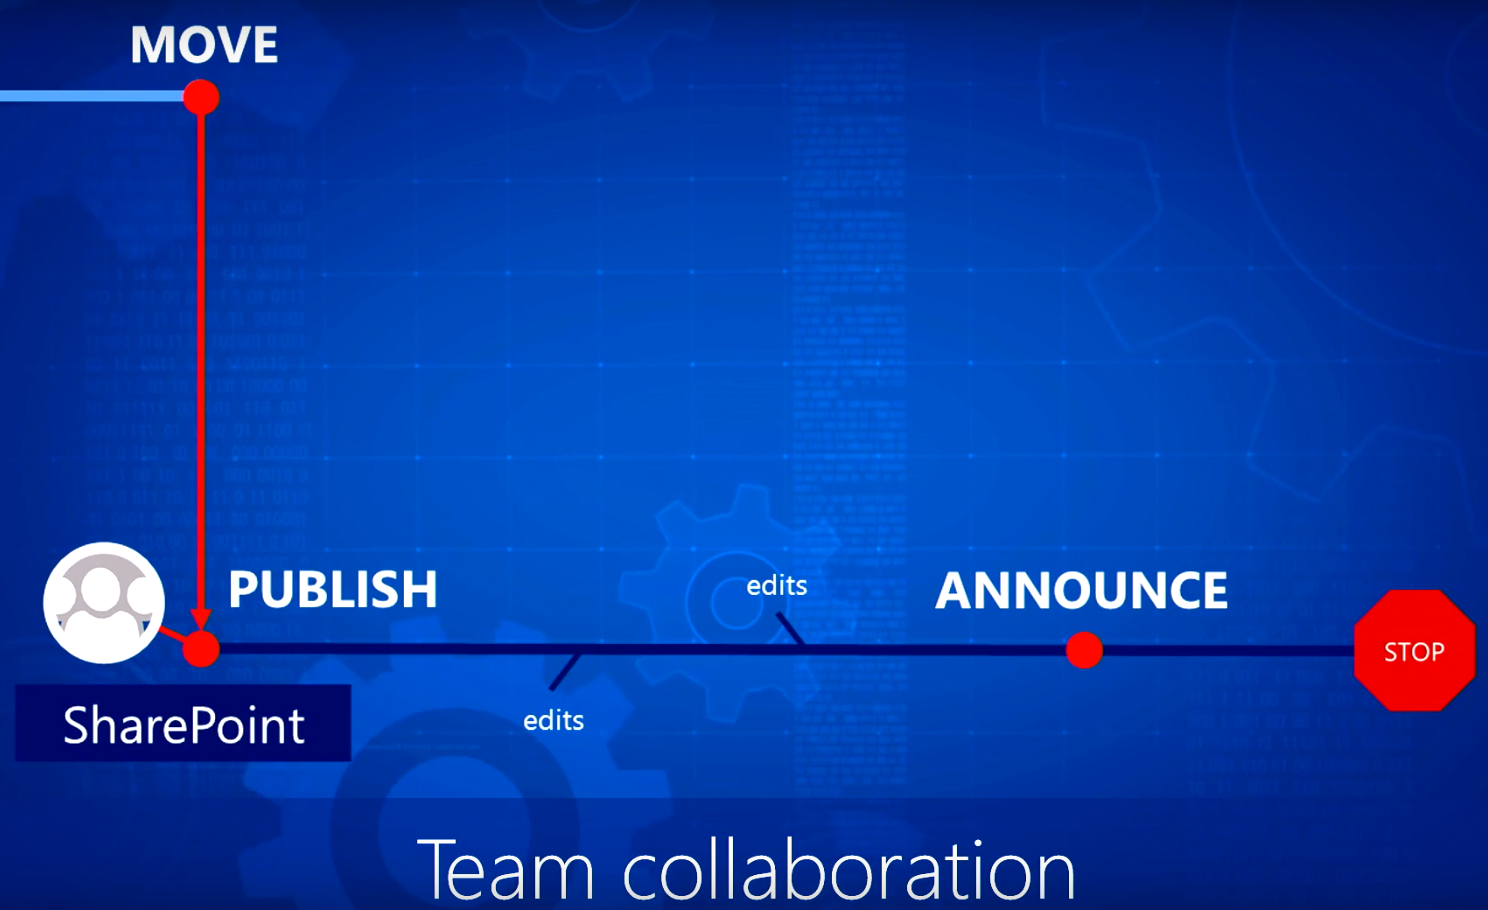 MOVE
PUBLISH
edits
ANNOUNCE
STOP
SharePoint
edits
Team collaboration